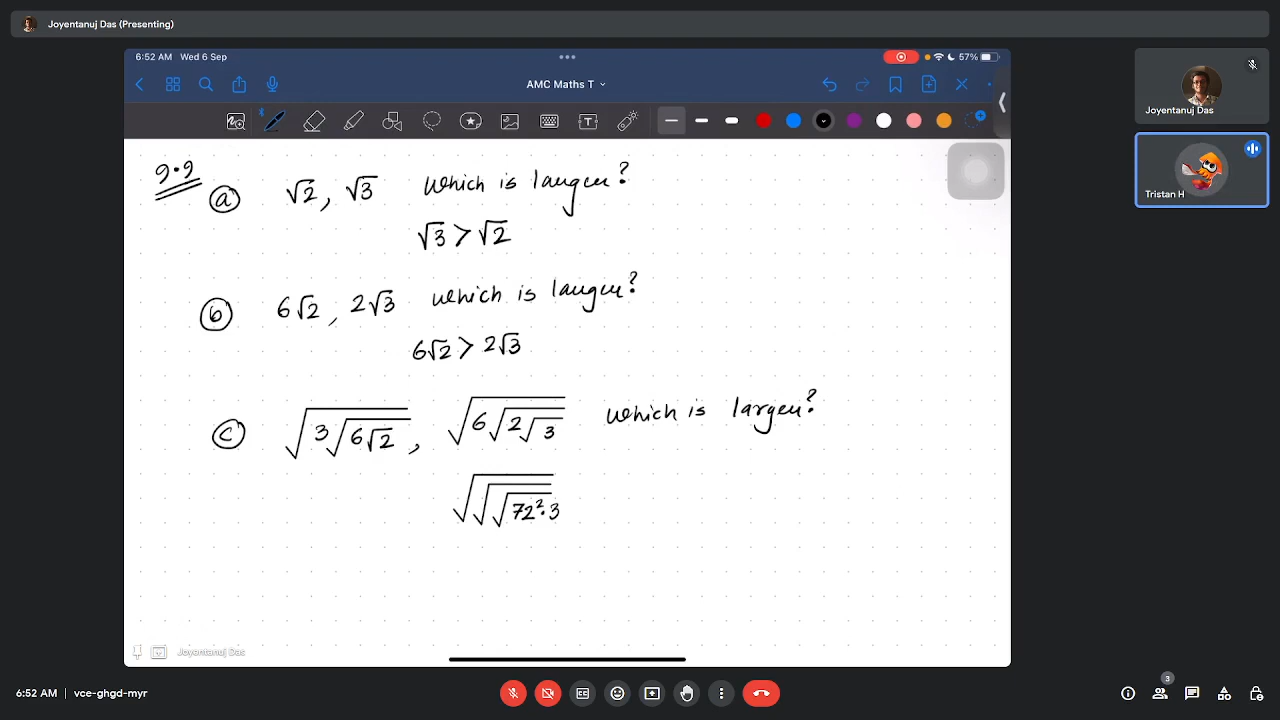 Joyentanuj Das (Presenting)
6:52 AM Wed 6 Sep
57%
AMC Maths T
Joyentanuj Das
Tristan H
9.9
(a) √2, √3 Which is larger?
√3 > √2
(b) 6√2, 2√3 Which is larger?
6√2 > 2√3
(c) √(3√(6√2)), √(6√(2√3)) Which is larger?
√√√72²·3
Joyentanuj Das
6:52 AM | vce-ghgd-myr
3